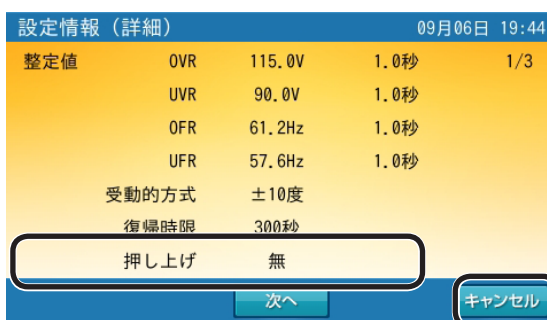 設定情報（詳細） 09月06日 19:44
整定値 OVR 115.0V 1.0秒 1/3
UVR 90.0V 1.0秒
OFR 61.2Hz 1.0秒
UFR 57.6Hz 1.0秒
受動的方式 ±10度
復帰時限 300秒
押し上げ 無
次へ キャンセル